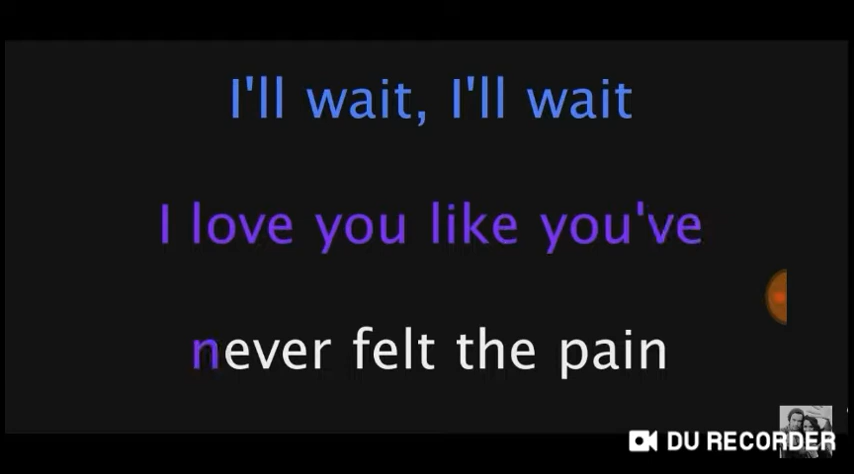 I'll wait, I'll wait
I love you like you've
never felt the pain
DU RECORDER